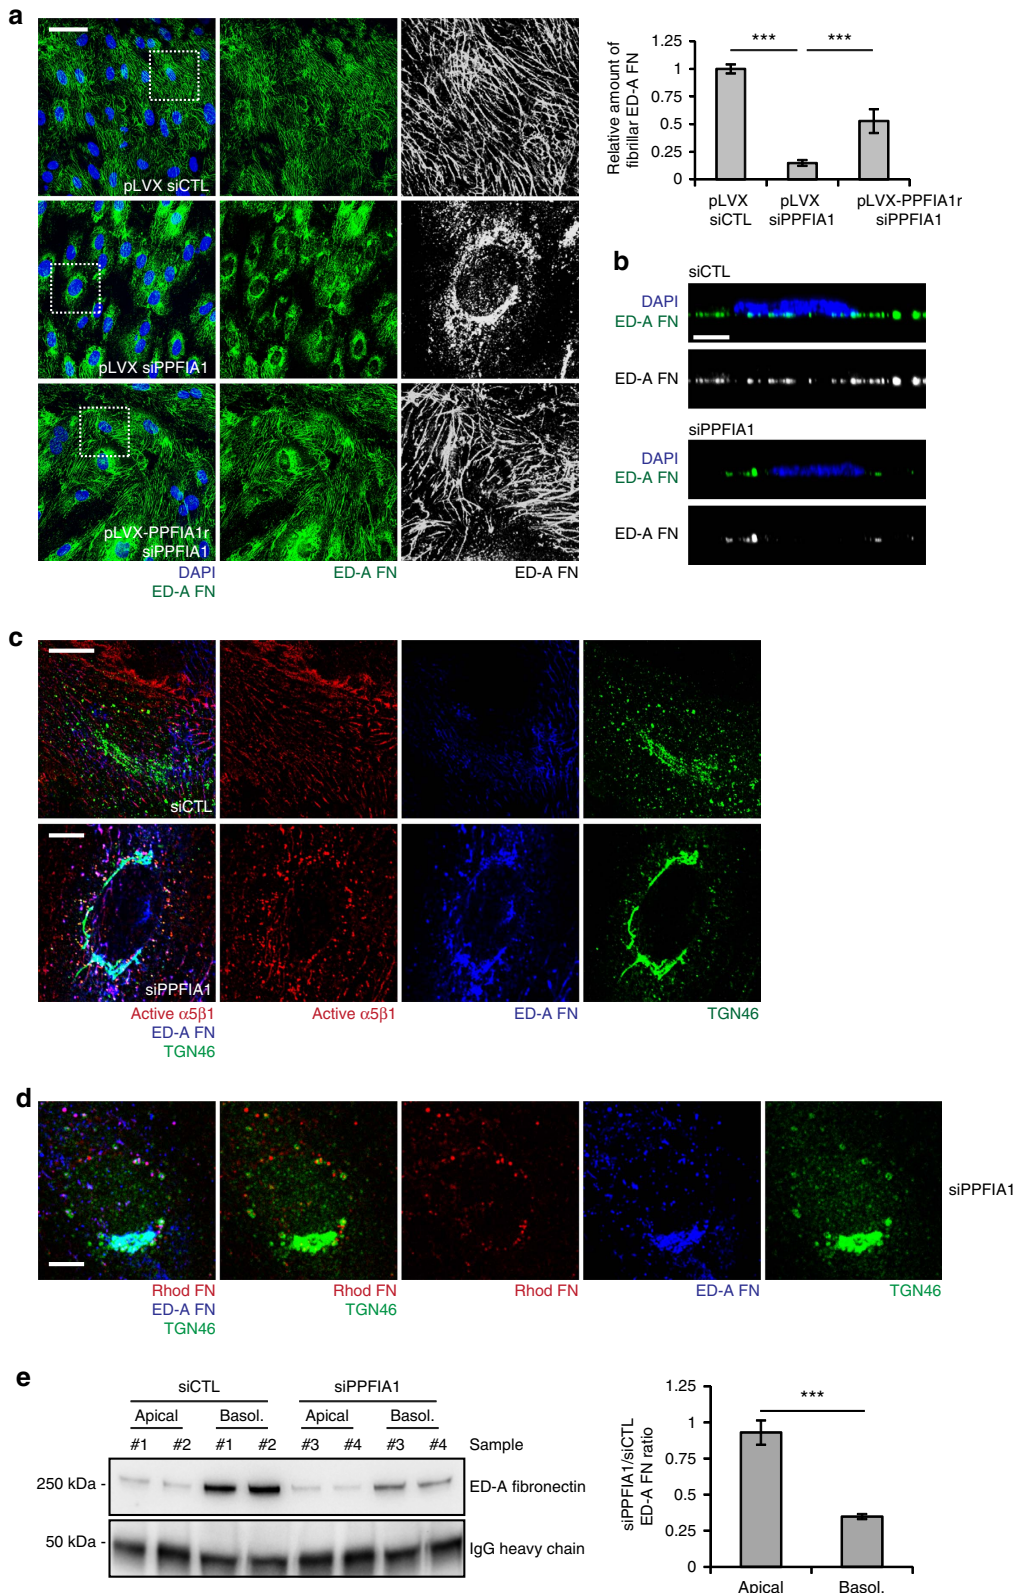 a
pLVX siCTL
pLVX siPPFIA1
pLVX-PPFIA1r
siPPFIA1
DAPI
ED-A FN
ED-A FN
ED-A FN
Relative amount of
fibrillar ED-A FN
1.25
1
0.75
0.5
0.25
0
***
***
pLVX
siCTL
pLVX
siPPFIA1
pLVX-PPFIA1r
siPPFIA1
b
siCTL
DAPI
ED-A FN
ED-A FN
siPPFIA1
DAPI
ED-A FN
ED-A FN
c
siCTL
siPPFIA1
Active α5β1
ED-A FN
TGN46
Active α5β1
ED-A FN
TGN46
d
siPPFIA1
Rhod FN
ED-A FN
TGN46
Rhod FN
TGN46
Rhod FN
ED-A FN
TGN46
e
siCTL siPPFIA1
Apical Basol. Apical Basol.
#1 #2 #1 #2 #3 #4 #3 #4 Sample
250 kDa - ED-A fibronectin
50 kDa - IgG heavy chain
siPPFIA1/siCTL
ED-A FN ratio
1.25
1
0.75
0.5
0.25
0
***
Apical Basol.